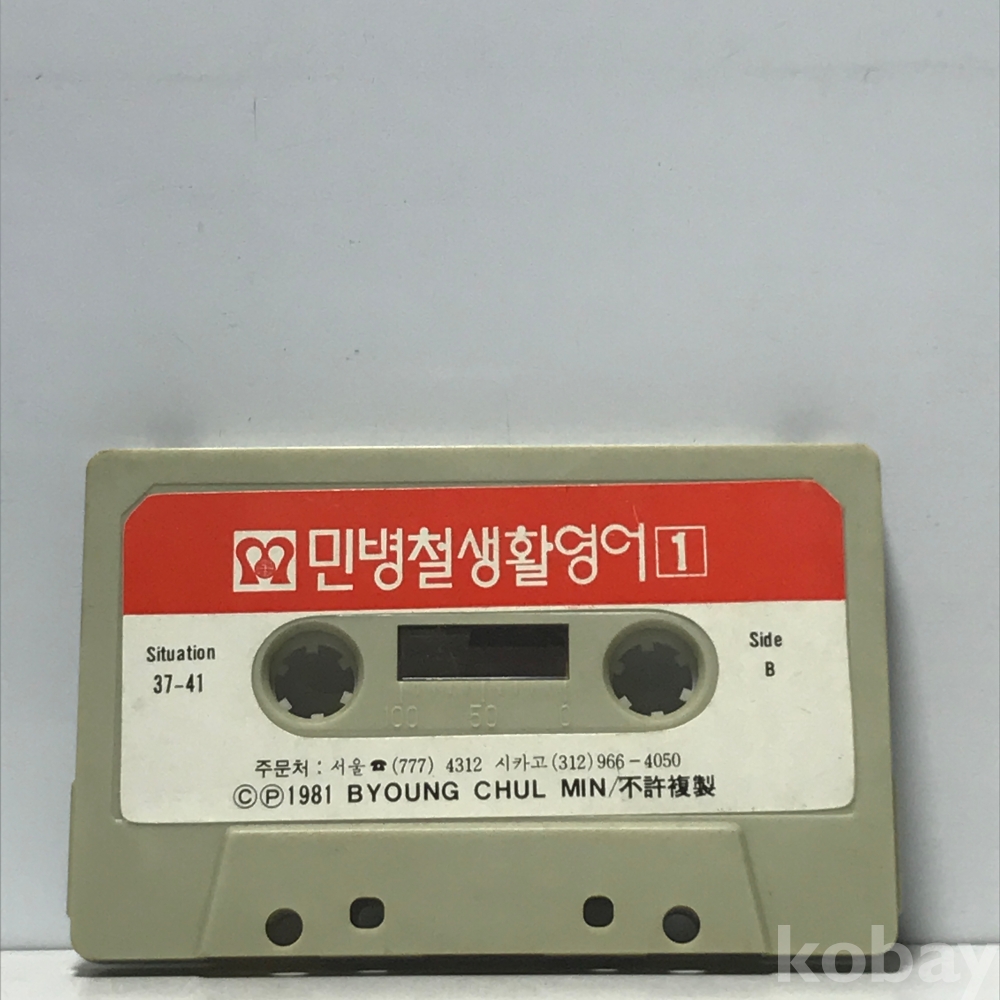 민병철생활영어 1
Situation
37-41
Side
B
100 50 0
주문처 : 서울 ☎ (777) 4312 시카고 (312) 966-4050
ⒸⓅ1981 BYOUNG CHUL MIN/不許複製
kobay